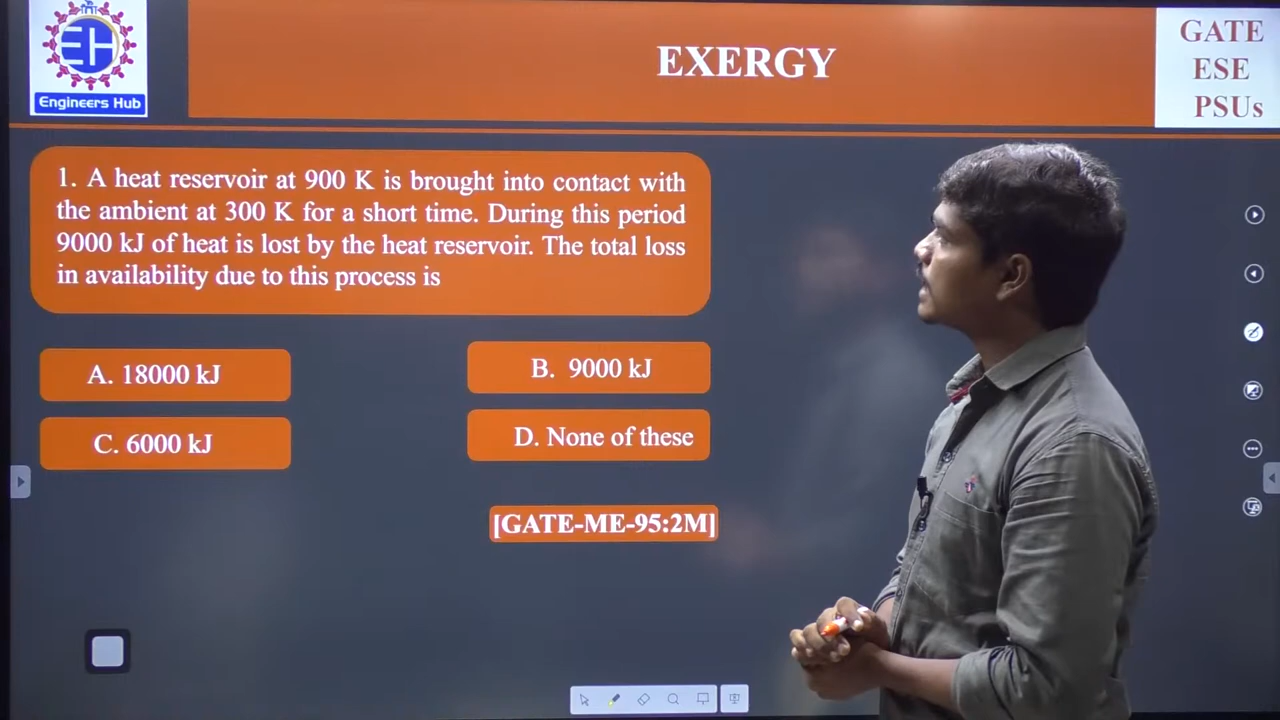 EH
Engineers Hub
EXERGY
GATE
ESE
PSUs
1. A heat reservoir at 900 K is brought into contact with
the ambient at 300 K for a short time. During this period
9000 kJ of heat is lost by the heat reservoir. The total loss
in availability due to this process is
A. 18000 kJ
B. 9000 kJ
C. 6000 kJ
D. None of these
[GATE-ME-95:2M]